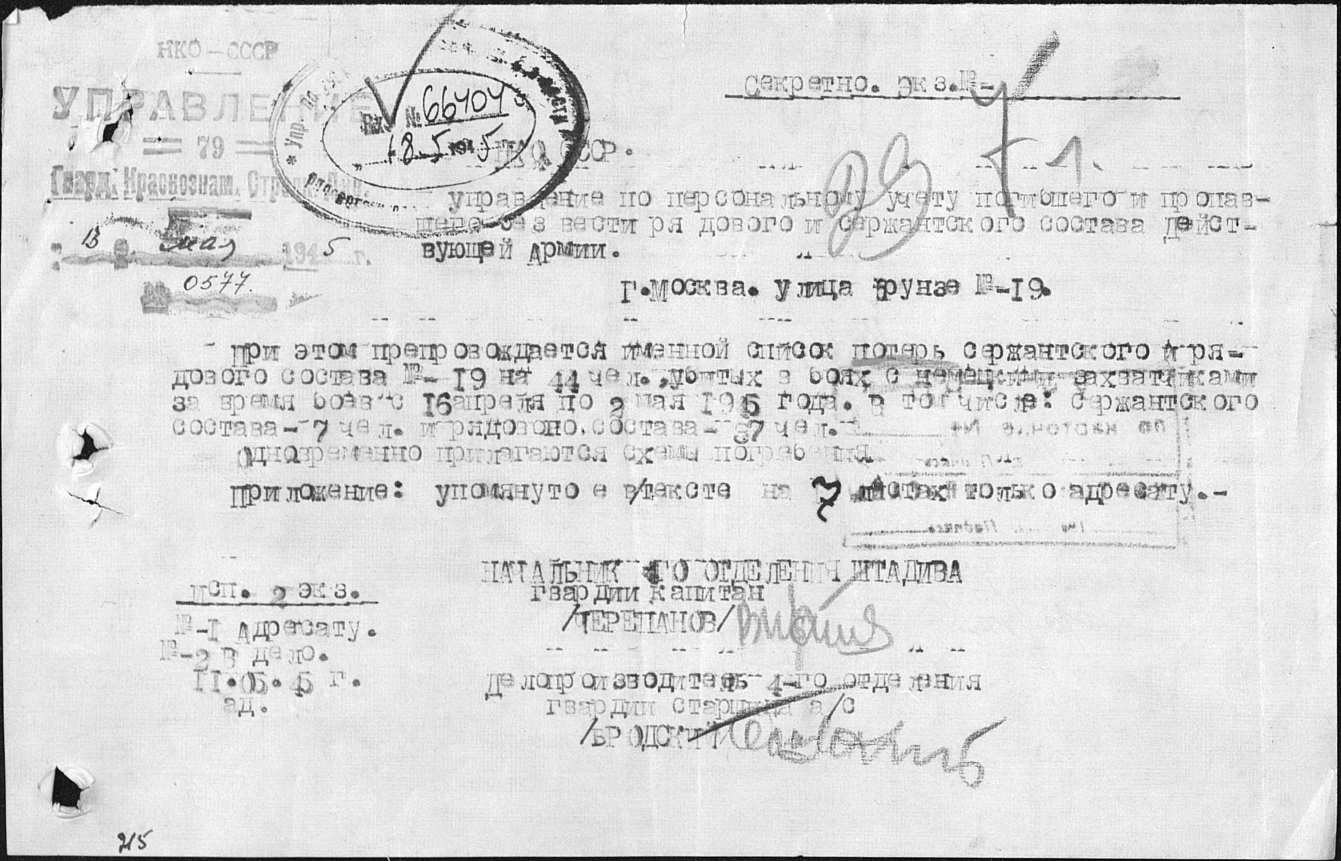 НКО-СССР
УПРАВЛЕНИЕ
79
Гвард. Краснознам.
13 мая 1945 г.
0577.
Вх. № 66404
18.5.1945
Секретно. Экз.№-1
НКО СССР.
управление по персональному учету погибшего и пропав-
шего без вести рядового и сержантского состава Дейст-
вующей Армии.
Г.Москва. улица Фрунзе №-19.
При этом препровождается именной список потерь сержантского и ря-
дового состава №-19 на 44 чел.,убитых в боях с немецкими захватчиками
за время боев с 16 апреля по 2 мая 1945 года. в том числе: сержантского
состава-7 чел. и рядового.состава-37 чел.
Одновременно прилагаются схемы погребения
Приложение: упомянутое в/тексте на 7 листах только адресату.-
НАЧАЛЬНИК 4ГО ОТДЕЛЕНИЯ ШТАДИВА
гвардии капитан
/ЧЕРЕПАНОВ/
Исп. 2 экз.
№-1 Адресату.
№-2 в дело.
11.05.45 г.
ад.
Делопроизводитель 4-го отделения
гвардии старшина а/с
/БРОДСКИЙ/
215